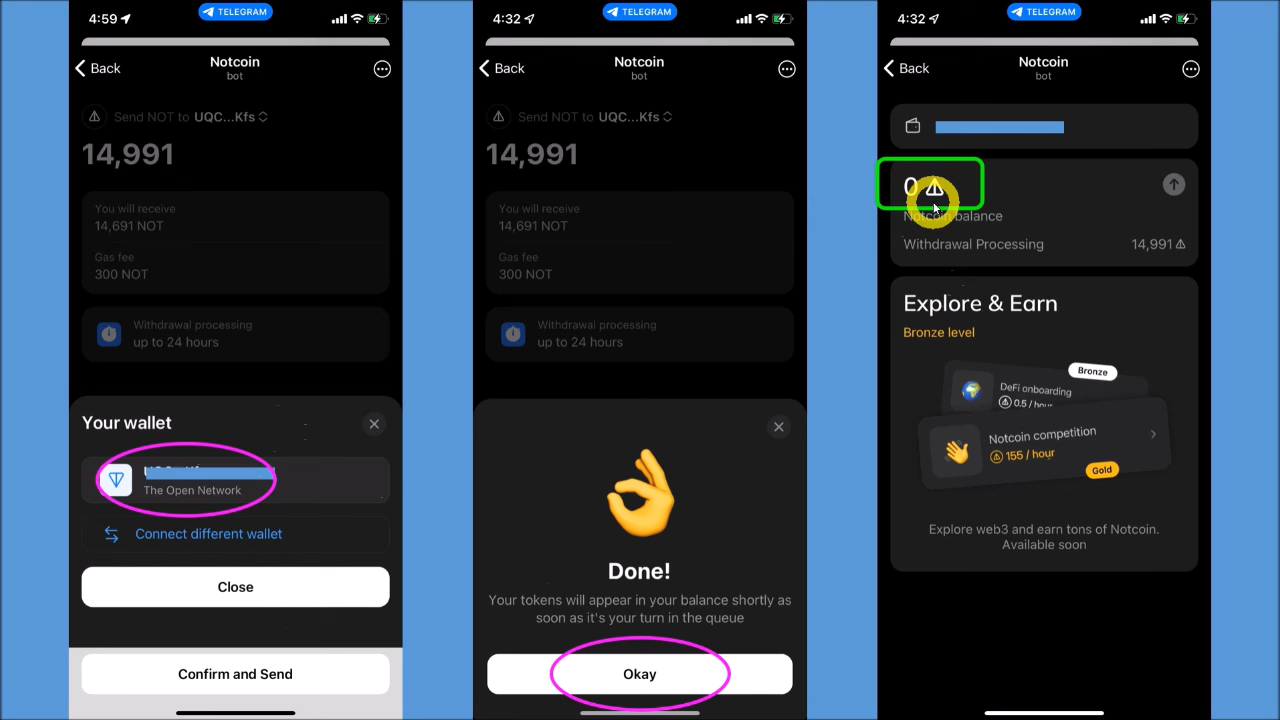 4:59
TELEGRAM
Back
Notcoin
bot
Send NOT to UQC...Kfs
14,991
You will receive
14,691 NOT
Gas fee
300 NOT
Withdrawal processing
up to 24 hours
Your wallet
The Open Network
Connect different wallet
Close
Confirm and Send
4:32
TELEGRAM
Back
Notcoin
bot
Send NOT to UQC...Kfs
14,991
You will receive
14,691 NOT
Gas fee
300 NOT
Withdrawal processing
up to 24 hours
Done!
Your tokens will appear in your balance shortly as
soon as it's your turn in the queue
Okay
4:32
TELEGRAM
Back
Notcoin
bot
0
Notcoin balance
Withdrawal Processing 14,991
Explore & Earn
Bronze level
Bronze
DeFi onboarding
0.5 / hour
Notcoin competition
155 / hour
Gold
Explore web3 and earn tons of Notcoin.
Available soon